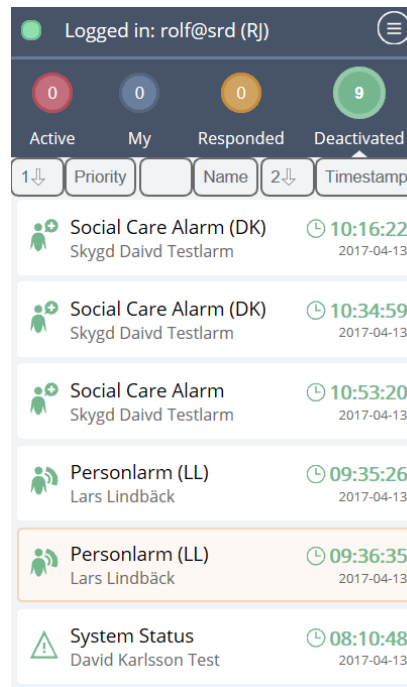 Logged in: rolf@srd (RJ)
0 0 0 9
Active My Responded Deactivated
1 Priority Name 2 Timestamp
Social Care Alarm (DK) 10:16:22
Skygd Daivd Testlarm 2017-04-13
Social Care Alarm (DK) 10:34:59
Skygd Daivd Testlarm 2017-04-13
Social Care Alarm 10:53:20
Skygd Daivd Testlarm 2017-04-13
Personlarm (LL) 09:35:26
Lars Lindbäck 2017-04-13
Personlarm (LL) 09:36:35
Lars Lindbäck 2017-04-13
System Status 08:10:48
David Karlsson Test 2017-04-13